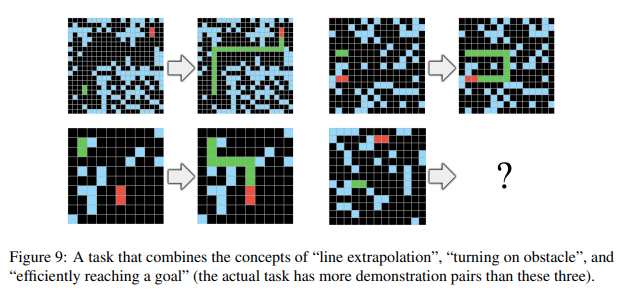 ?
Figure 9: A task that combines the concepts of “line extrapolation”, “turning on obstacle”, and
“efficiently reaching a goal” (the actual task has more demonstration pairs than these three).